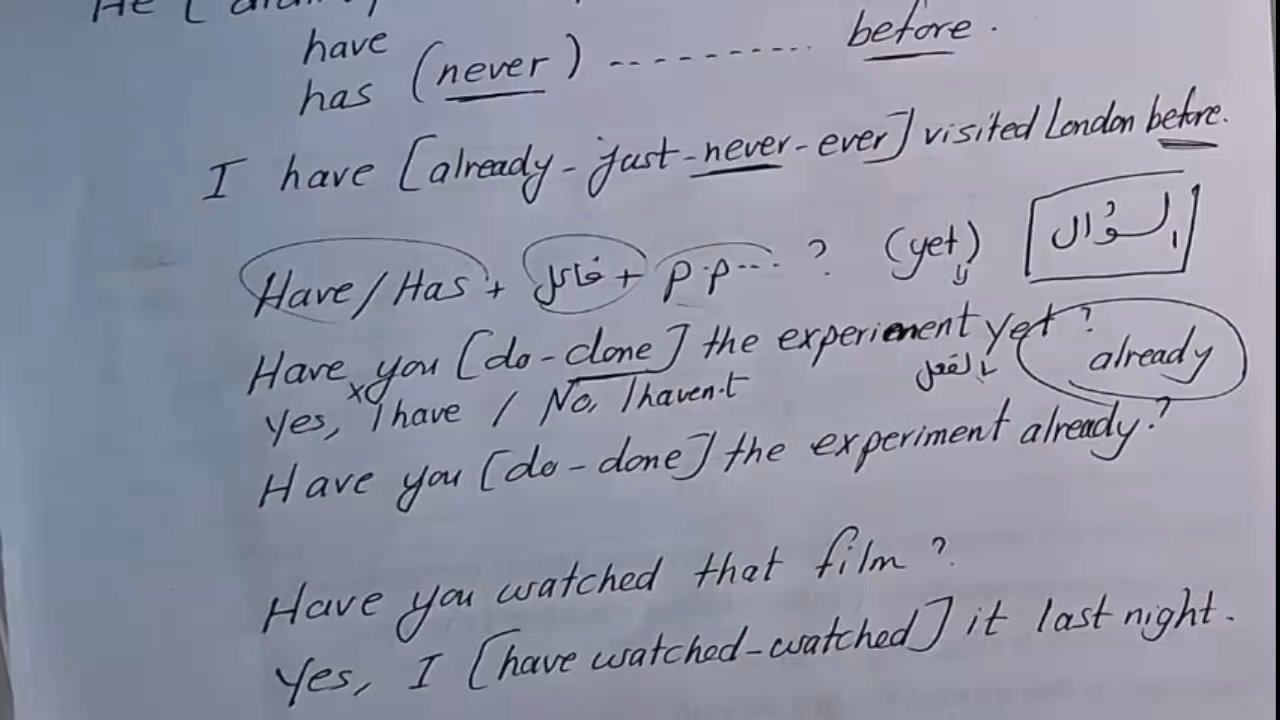 He
have
has (never) ---------- before.
I have [already - just - never - ever] visited London before.
Have / Has + فاعل + p.p... ? (yet) السؤال
Have you [do - done] the experiment yet ? already
Yes, I have / No, I haven't بالفعل
Have you [do - done] the experiment already ?
Have you watched that film ?
Yes, I [have watched - watched] it last night.